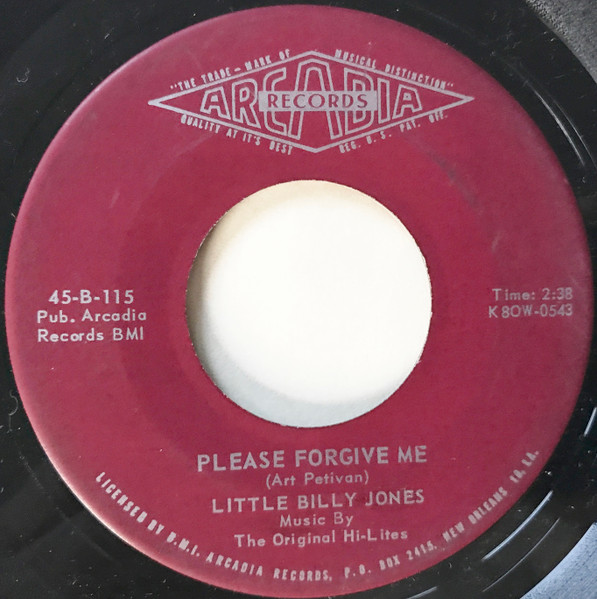 "THE TRADE-MARK OF MUSICAL DISTINCTION"
ARCADIA
RECORDS
QUALITY AT IT'S BEST REG. U.S. PAT. OFF.
45-B-115
Pub. Arcadia
Records BMI
Time: 2:38
K8OW-0543
PLEASE FORGIVE ME
(Art Petivan)
LITTLE BILLY JONES
Music By
The Original Hi-Lites
LICENSED BY B.M.I. ARCADIA RECORDS, P.O. BOX 2415, NEW ORLEANS 16, LA.